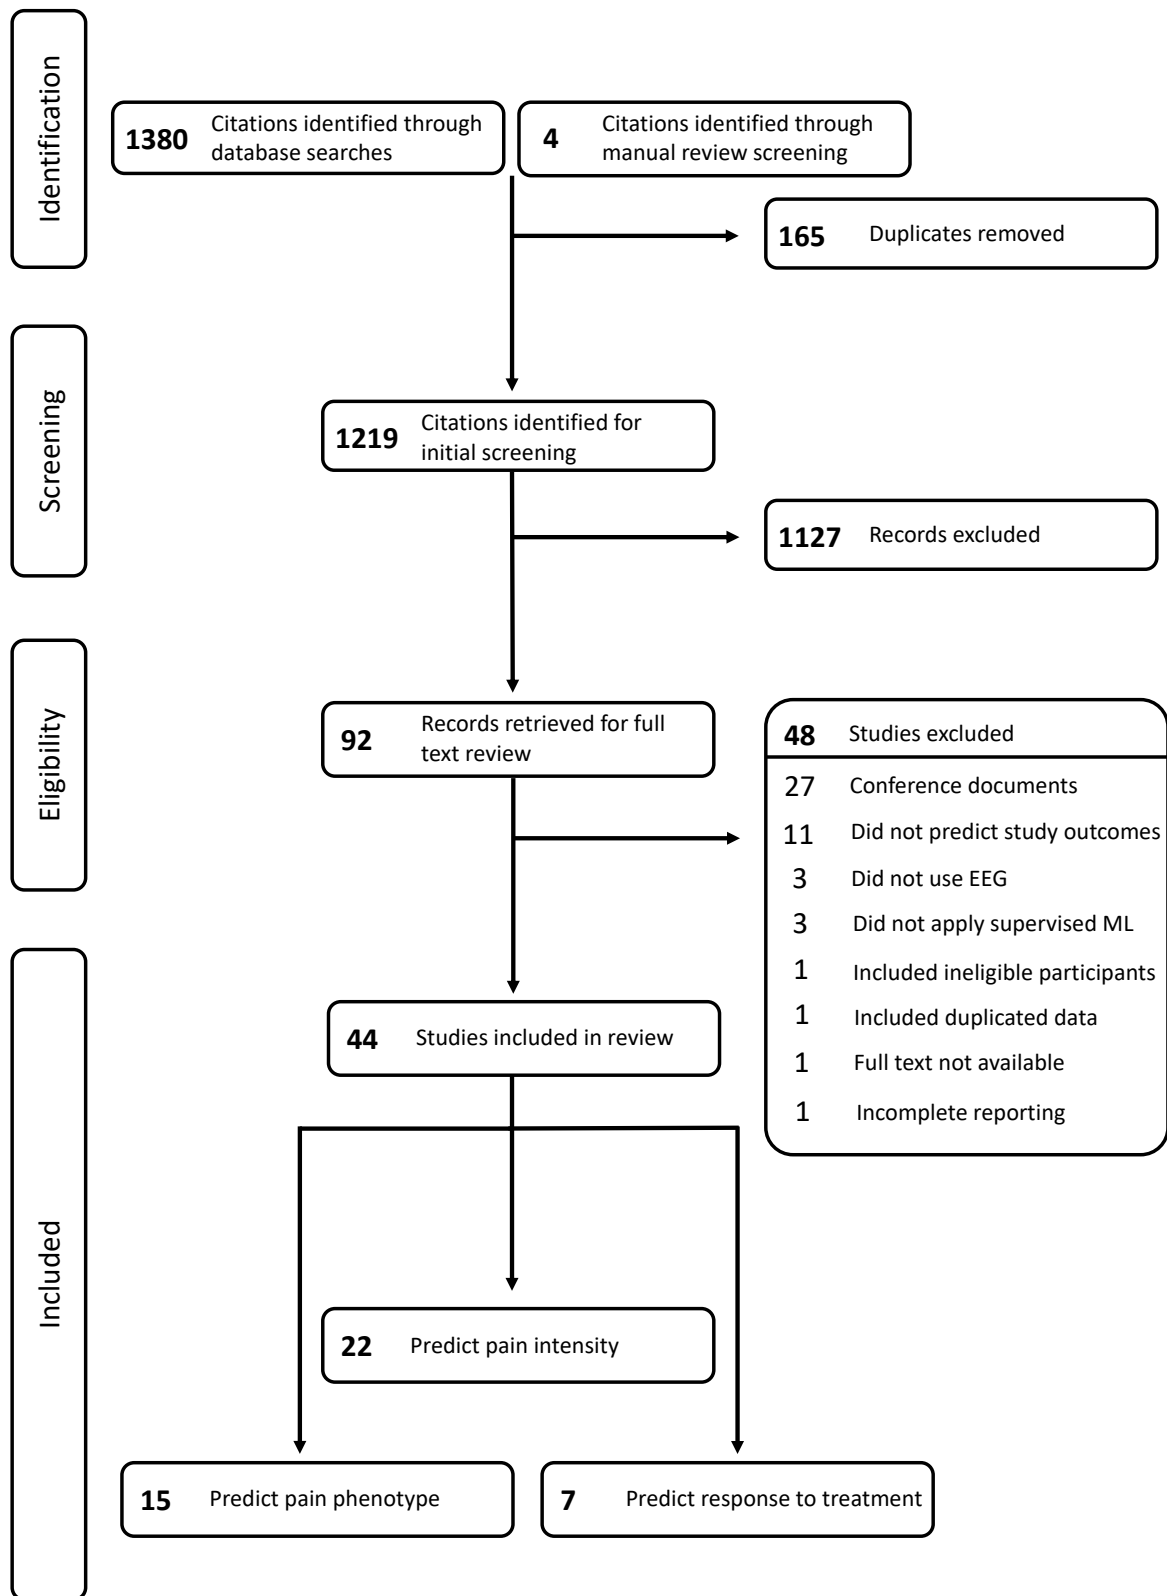 Identification
1380 Citations identified through
database searches
4 Citations identified through
manual review screening
165 Duplicates removed
Screening
1219 Citations identified for
initial screening
1127 Records excluded
Eligibility
92 Records retrieved for full
text review
48 Studies excluded
27 Conference documents
11 Did not predict study outcomes
3 Did not use EEG
3 Did not apply supervised ML
1 Included ineligible participants
1 Included duplicated data
1 Full text not available
1 Incomplete reporting
Included
44 Studies included in review
22 Predict pain intensity
15 Predict pain phenotype
7 Predict response to treatment